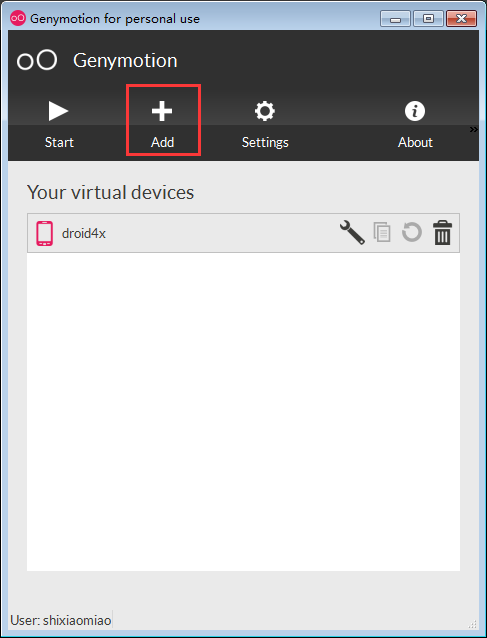 Genymotion for personal use
Genymotion
Start Add Settings About
Your virtual devices
droid4x
User: shixiaomiao